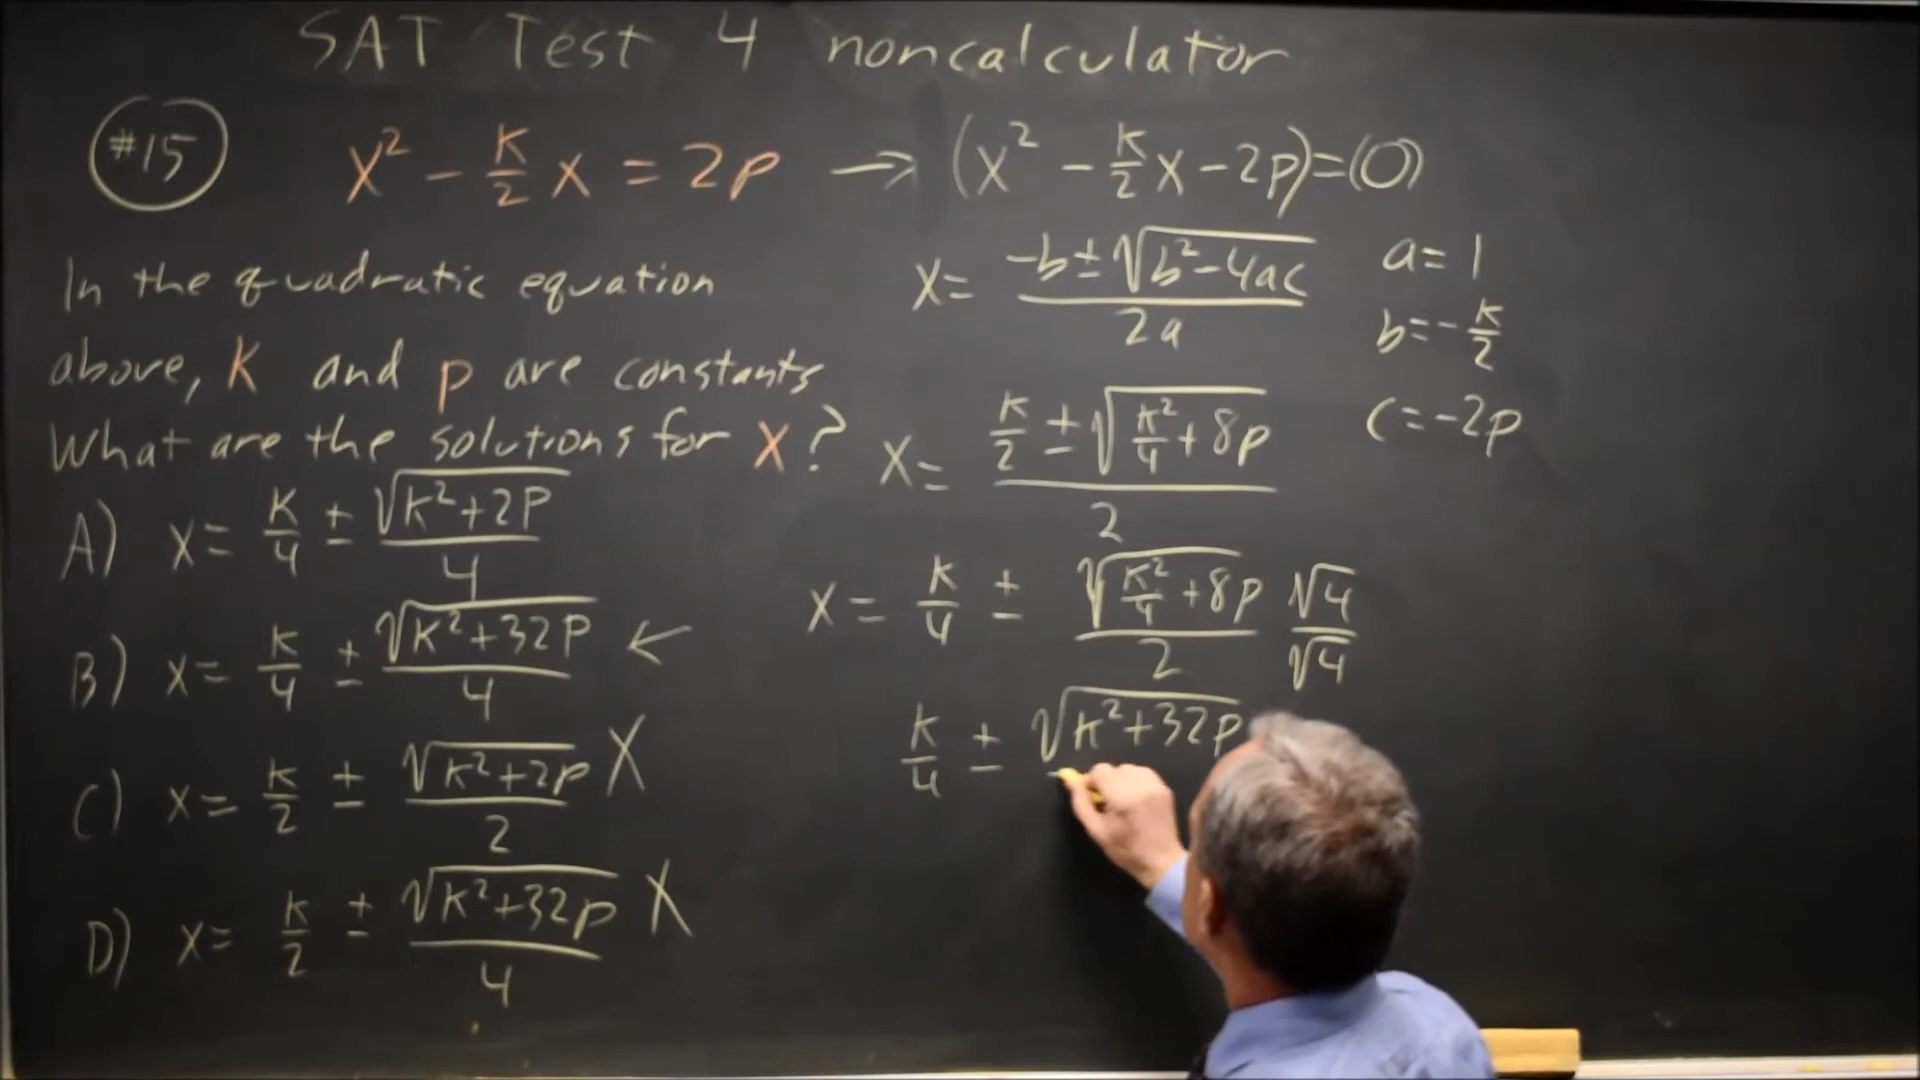 SAT Test 4 noncalculator
#15
x² - k/2 x = 2p → (x² - k/2 x - 2p) = (0)
In the quadratic equation
above, k and p are constants
What are the solutions for x?
A) x = k/4 ± √(k²+2p)/4
B) x = k/4 ± √(k²+32p)/4 ←
C) x = k/2 ± √(k²+2p)/2 X
D) x = k/2 ± √(k²+32p)/4 X
x = (-b ± √(b²-4ac))/2a
a = 1
b = -k/2
c = -2p
x = (k/2 ± √(k²/4 + 8p))/2
x = k/4 ± √(k²/4 + 8p)/2 √4/√4
k/4 ± √(k²+32p)